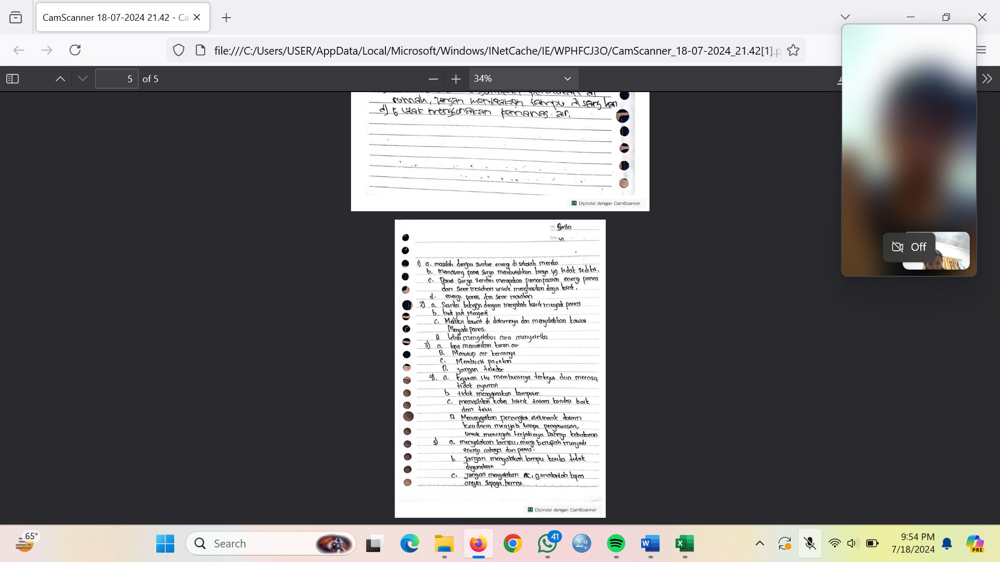 CamScanner 18-07-2024 21.42 - Ca
file:///C:/Users/USER/AppData/Local/Microsoft/Windows/INetCache/IE/WPHFCJ3O/CamScanner_18-07-2024_21.42[1].p
5 of 5
34%
rumah, jangan menyalakan lampu di siang hari
d) tidak menggunakan pemanas air.
CS Dipindai dengan CamScanner
No.
Date VI
1) a. masalah dengan sumber energi di sekolah mereka
b. memasang panel surya membutuhkan biaya yg tidak sedikit.
c. Panel surya sendiri merupakan pemanfaatan energi panas
dari sinar matahari untuk menghasilkan daya listrik.
d. energi panas dan sinar matahari
2) a. Setrika bekerja dengan mengubah listrik menjadi panas
b. jadi mengerti
c. Melalui kawat di dalamnya dan menyebabkan kawat
Menjadi panas.
D. lebih mengetahui cara menyetrika
3) a. lupa mematikan keran air
B. Menutup air kerannya
C. Membuat pasokan
D. jangan teledor
4). a. kejutan itu membuatnya terkejut dan merasa
tidak nyaman
b. tidak menggunakan komputer
c. memastikan kabel listrik dalam kondisi baik
dan teliti
D. Meninggalkan perangkat elektronik dalam
keadaan menyala tanpa pengawasan,
untuk mencegah terjadinya bahaya kebakaran
5) a. menyalakan lampu, energi berubah menjadi
energi cahaya dan panas.
b. Jangan menyalakan lampu ketika tidak
digunakan
c. Jangan menyalakan AC, gunakanlah kipas
angin supaya hemat.
CS Dipindai dengan CamScanner
Off
65°
Search
41
PRE
9:54 PM
7/18/2024